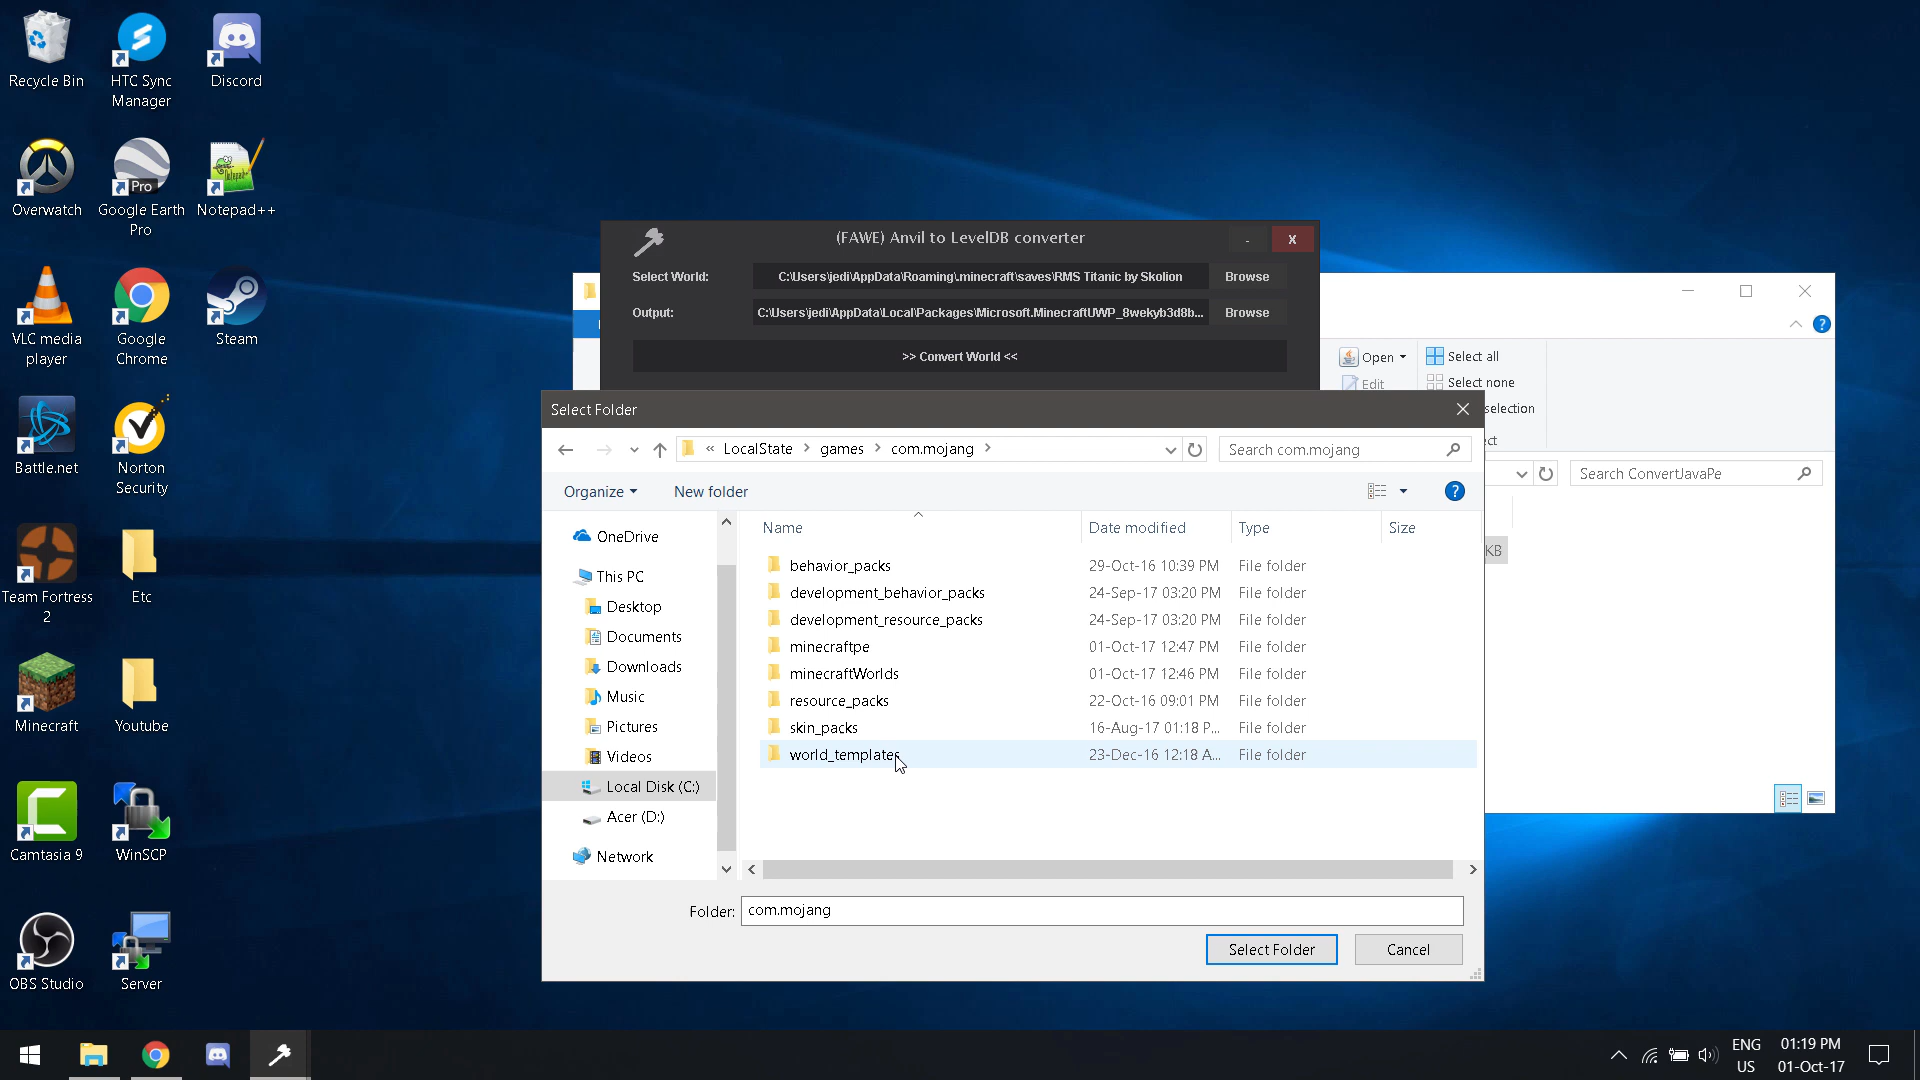 Recycle Bin
HTC Sync
Manager
Discord
Overwatch
Pro
Google Earth
Pro
Notepad++
VLC media
player
Google
Chrome
Steam
Battle.net
Norton
Security
Team Fortress
2
Etc
Minecraft
Youtube
Camtasia 9
WinSCP
OBS Studio
Server
(FAWE) Anvil to LevelDB converter
-
X
Select World:
C:\Users\jedi\AppData\Roaming\.minecraft\saves\RMS Titanic by Skolion
Browse
Output:
C:\Users\jedi\AppData\Local\Packages\Microsoft.MinecraftUWP_8wekyb3d8b...
Browse
>> Convert World <<
Open
Select all
Edit
Select none
selection
ect
Search ConvertJavaPe
KB
Select Folder
« LocalState > games > com.mojang >
Search com.mojang
Organize
New folder
OneDrive
This PC
Desktop
Documents
Downloads
Music
Pictures
Videos
Local Disk (C:)
Acer (D:)
Network
Name Date modified Type Size
behavior_packs 29-Oct-16 10:39 PM File folder
development_behavior_packs 24-Sep-17 03:20 PM File folder
development_resource_packs 24-Sep-17 03:20 PM File folder
minecraftpe 01-Oct-17 12:47 PM File folder
minecraftWorlds 01-Oct-17 12:46 PM File folder
resource_packs 22-Oct-16 09:01 PM File folder
skin_packs 16-Aug-17 01:18 P... File folder
world_templates 23-Dec-16 12:18 A... File folder
Folder: com.mojang
Select Folder
Cancel
ENG
US
01:19 PM
01-Oct-17